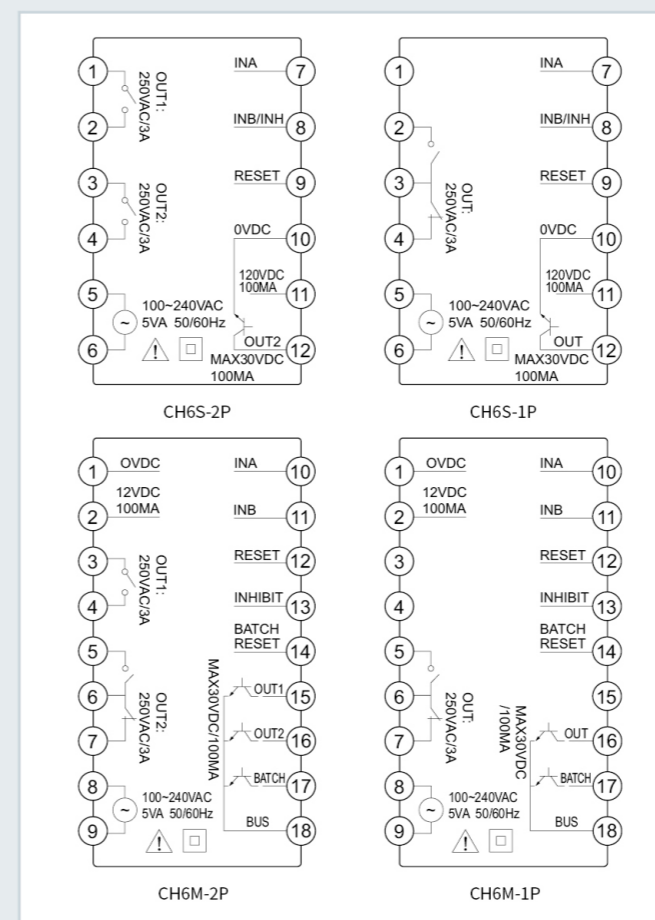 1
OUT1:
250VAC/3A
2
3
OUT2:
250VAC/3A
4
5
100~240VAC
5VA 50/60Hz
6
INA
7
INB/INH
8
RESET
9
0VDC
10
120VDC
100MA
11
OUT2
12
MAX30VDC
100MA
CH6S-2P
1
2
3
OUT:
250VAC/3A
4
5
100~240VAC
5VA 50/60Hz
6
INA
7
INB/INH
8
RESET
9
0VDC
10
120VDC
100MA
11
OUT
12
MAX30VDC
100MA
CH6S-1P
1
OVDC
12VDC
100MA
2
3
OUT1:
250VAC/3A
4
5
6
OUT2:
250VAC/3A
7
8
100~240VAC
5VA 50/60Hz
9
INA
10
INB
11
RESET
12
INHIBIT
13
BATCH
RESET
14
MAX30VDC/100MA
OUT1
15
OUT2
16
BATCH
17
BUS
18
CH6M-2P
1
OVDC
12VDC
100MA
2
3
4
5
6
OUT:
250VAC/3A
7
8
100~240VAC
5VA 50/60Hz
9
INA
10
INB
11
RESET
12
INHIBIT
13
BATCH
RESET
14
15
MAX30VDC
/100MA
OUT
16
BATCH
17
BUS
18
CH6M-1P